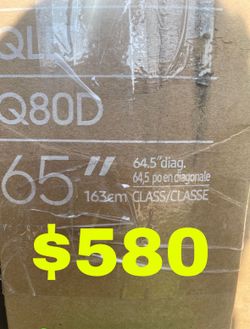 Q80D
65"
64.5"diag.
64,5 po en diagonale
163cm CLASS/CLASSE
$580